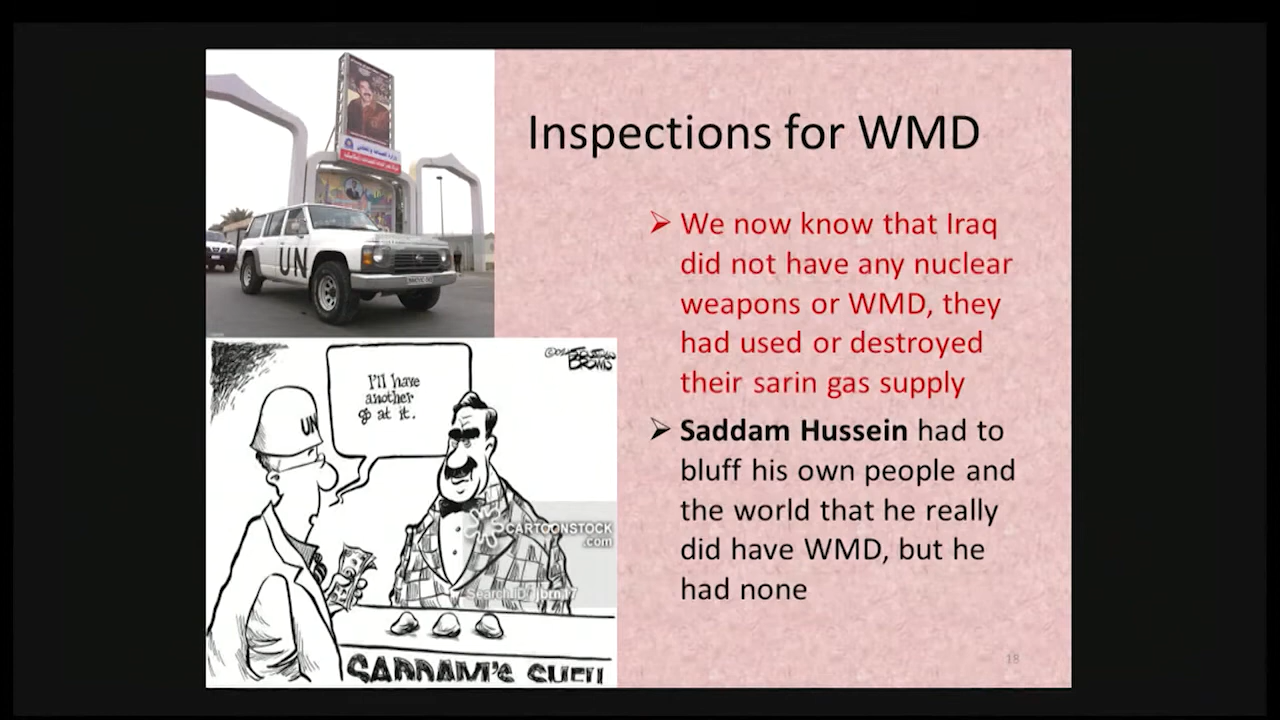 Inspections for WMD
We now know that Iraq
did not have any nuclear
weapons or WMD, they
had used or destroyed
their sarin gas supply
Saddam Hussein had to
bluff his own people and
the world that he really
did have WMD, but he
had none
18
UN
I'll have
another
go at it.
UN
CARTOONSTOCK
.com
Search ID: jbrn17
SADDAM'S